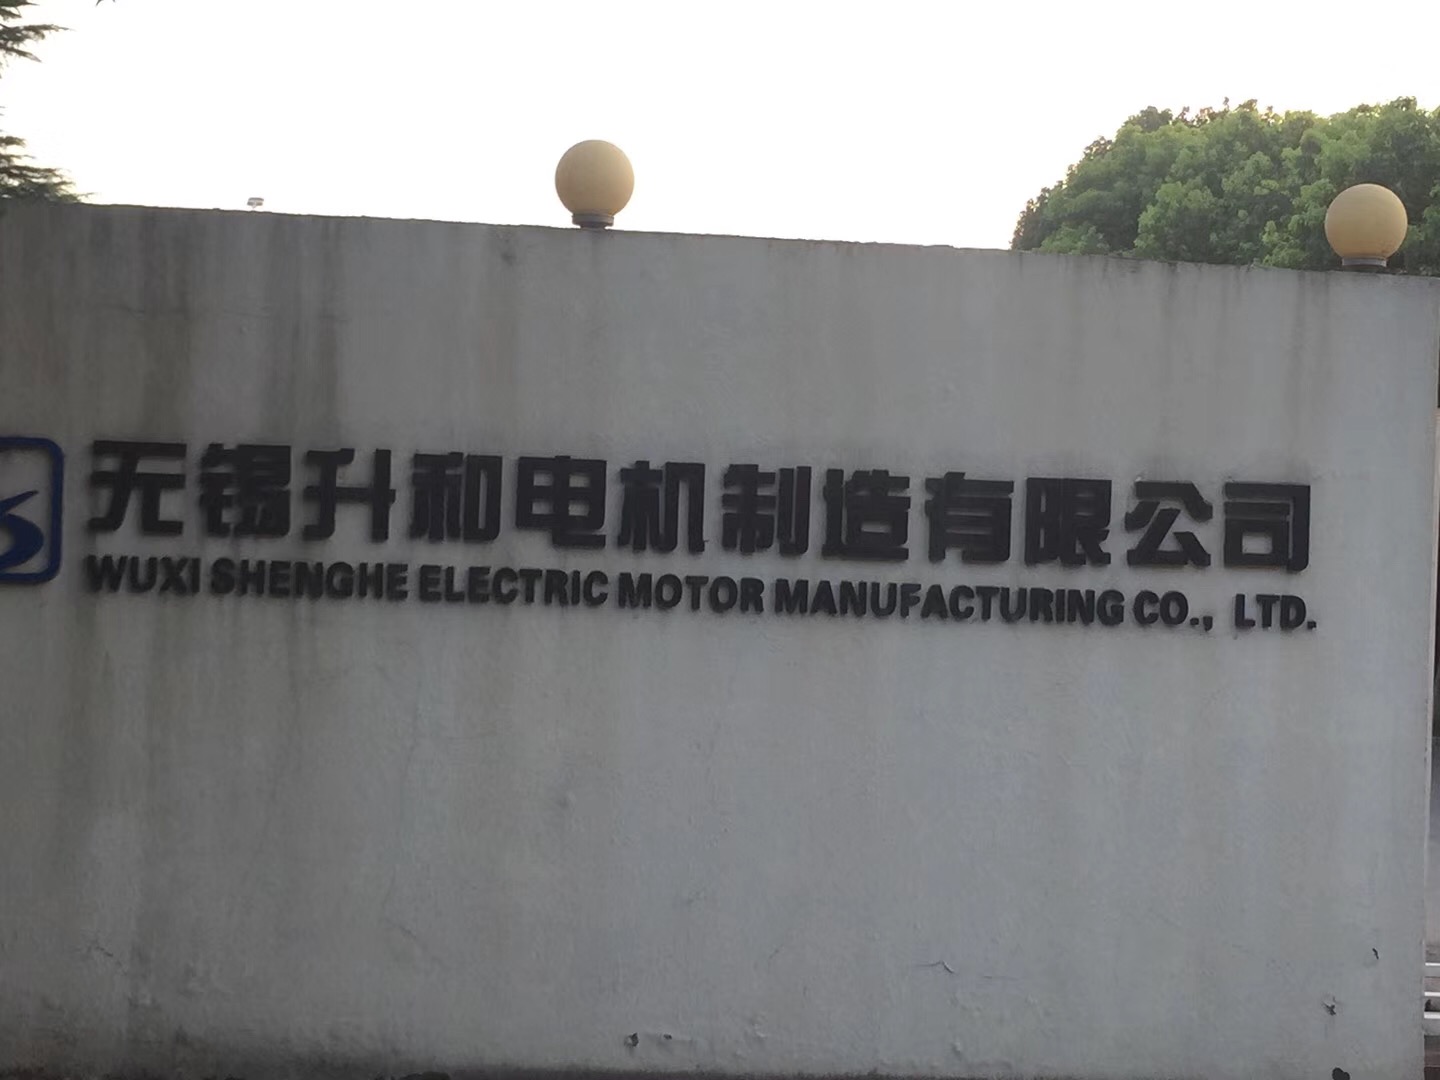 无锡升和电机制造有限公司
WUXI SHENGHE ELECTRIC MOTOR MANUFACTURING CO., LTD.